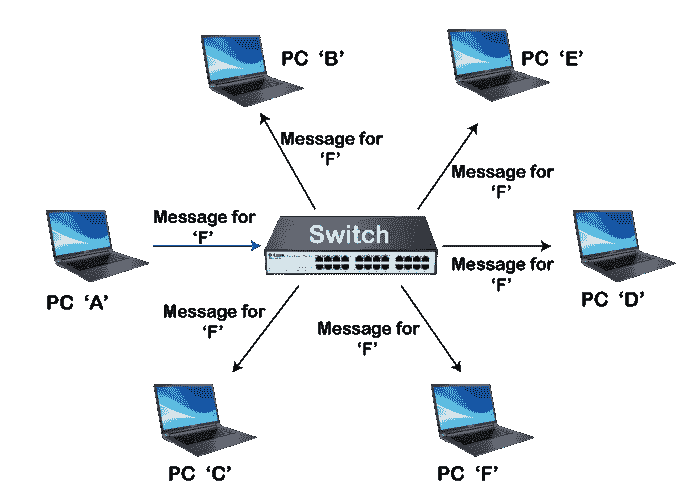 PC ‘B’
PC ‘E’
Message for
‘F’
Message for
‘F’
Message for
‘F’
Switch
Message for
‘F’
PC ‘A’
PC ‘D’
Message for
‘F’
Message for
‘F’
PC ‘C’
PC ‘F’